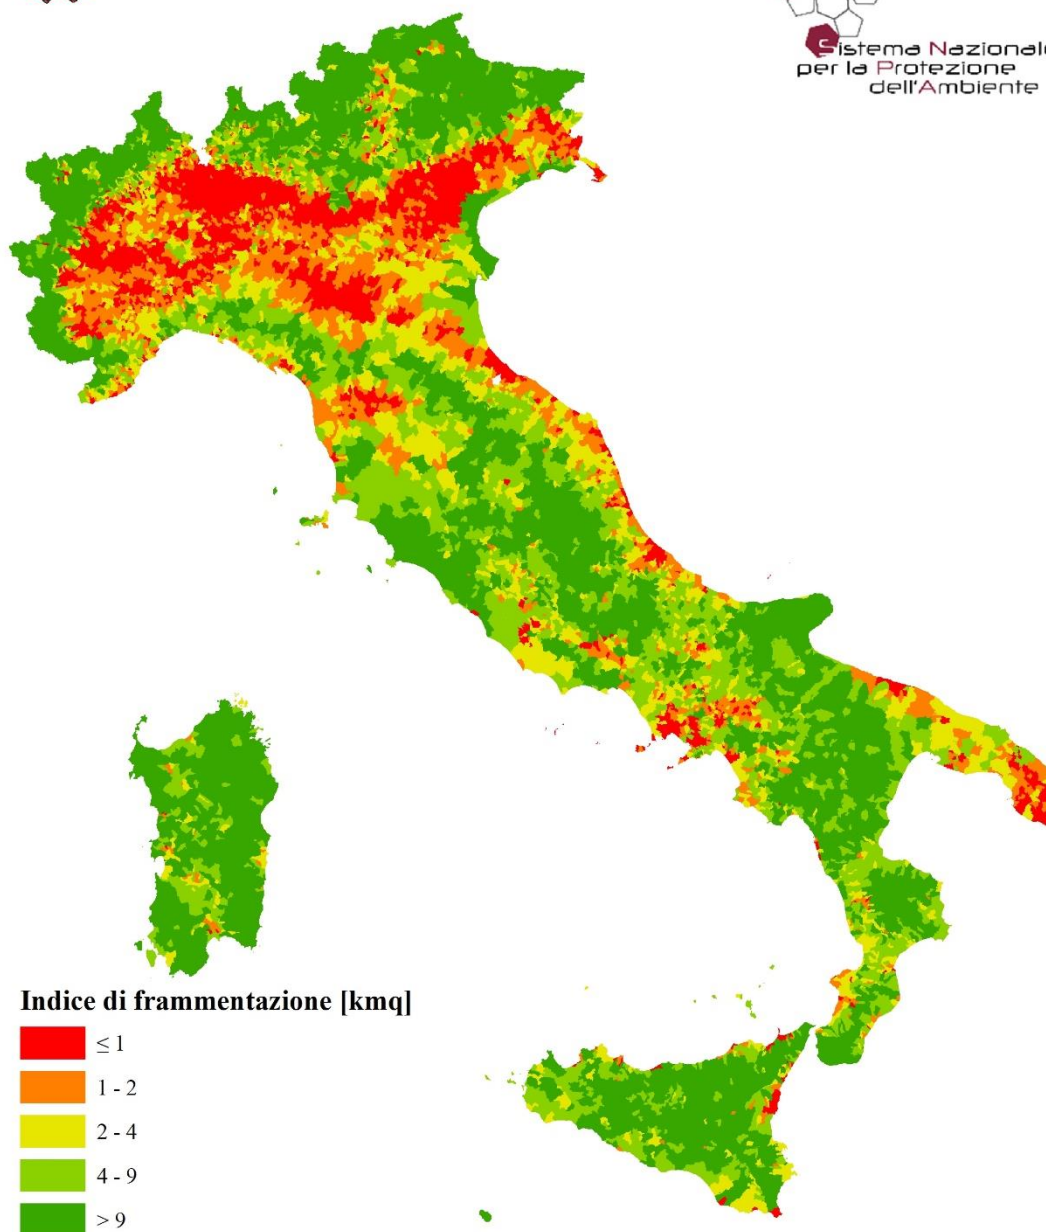 Sistema Nazionale
per la Protezione
dell'Ambiente
Indice di frammentazione [kmq]
≤ 1
1 - 2
2 - 4
4 - 9
> 9